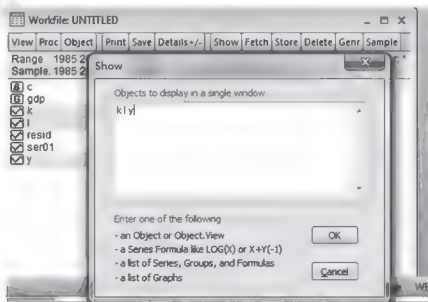 Workfile: UNTITLED
View Proc Object Print Save Details+/- Show Fetch Store Delete Genr Sample
Range 1985 2
Sample. 1985 2
c
gdp
k
l
resid
ser01
y
Show
Objects to display in a single window
k l y
Enter one of the following
- an Object or Object.View
- a Series Formula like LOG(X) or X+Y(-1)
- a list of Series, Groups, and Formulas
- a list of Graphs
OK
Cancel